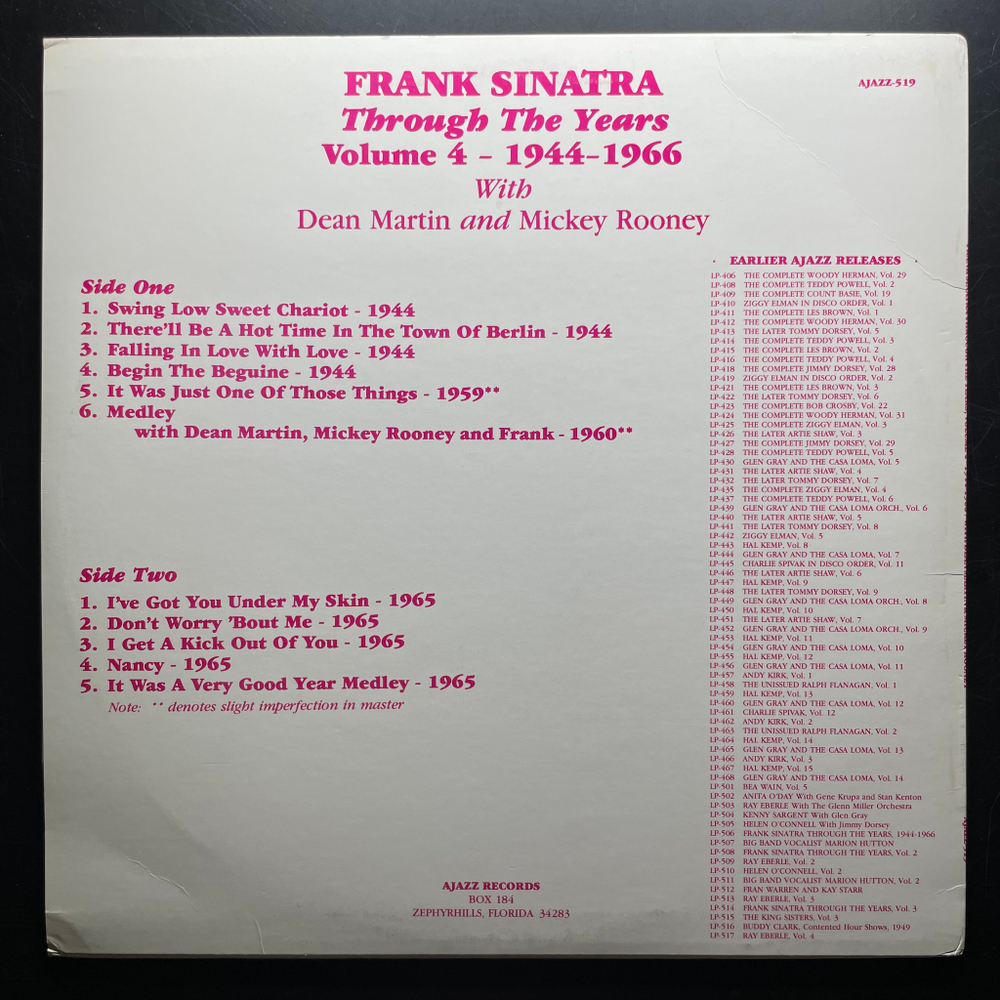 FRANK SINATRA
Through The Years
Volume 4 - 1944-1966
With
Dean Martin and Mickey Rooney
AJAZZ-519
Side One
1. Swing Low Sweet Chariot - 1944
2. There'll Be A Hot Time In The Town Of Berlin - 1944
3. Falling In Love With Love - 1944
4. Begin The Beguine - 1944
5. It Was Just One Of Those Things - 1959**
6. Medley
with Dean Martin, Mickey Rooney and Frank - 1960**
Side Two
1. I've Got You Under My Skin - 1965
2. Don't Worry 'Bout Me - 1965
3. I Get A Kick Out Of You - 1965
4. Nancy - 1965
5. It Was A Very Good Year Medley - 1965
Note: ** denotes slight imperfection in master
AJAZZ RECORDS
BOX 184
ZEPHYRHILLS, FLORIDA 34283
· EARLIER AJAZZ RELEASES ·
LP-406 THE COMPLETE WOODY HERMAN, Vol. 29
LP-408 THE COMPLETE TEDDY POWELL, Vol. 2
LP-409 THE COMPLETE COUNT BASIE, Vol. 19
LP-410 ZIGGY ELMAN IN DISCO ORDER, Vol. 1
LP-411 THE COMPLETE LES BROWN, Vol. 1
LP-412 THE COMPLETE WOODY HERMAN, Vol. 30
LP-413 THE LATER TOMMY DORSEY, Vol. 5
LP-414 THE COMPLETE TEDDY POWELL, Vol. 3
LP-415 THE COMPLETE LES BROWN, Vol. 2
LP-416 THE COMPLETE TEDDY POWELL, Vol. 4
LP-418 THE COMPLETE JIMMY DORSEY, Vol. 28
LP-419 ZIGGY ELMAN IN DISCO ORDER, Vol. 2
LP-421 THE COMPLETE LES BROWN, Vol. 3
LP-422 THE LATER TOMMY DORSEY, Vol. 6
LP-423 THE COMPLETE BOB CROSBY, Vol. 22
LP-424 THE COMPLETE WOODY HERMAN, Vol. 31
LP-425 THE COMPLETE ZIGGY ELMAN, Vol. 3
LP-426 THE LATER ARTIE SHAW, Vol. 3
LP-427 THE COMPLETE JIMMY DORSEY, Vol. 29
LP-428 THE COMPLETE TEDDY POWELL, Vol. 5
LP-430 GLEN GRAY AND THE CASA LOMA, Vol. 5
LP-431 THE LATER ARTIE SHAW, Vol. 4
LP-432 THE LATER TOMMY DORSEY, Vol. 7
LP-435 THE COMPLETE ZIGGY ELMAN, Vol. 4
LP-437 THE COMPLETE TEDDY POWELL, Vol. 6
LP-439 GLEN GRAY AND THE CASA LOMA ORCH., Vol. 6
LP-440 THE LATER ARTIE SHAW, Vol. 5
LP-441 THE LATER TOMMY DORSEY, Vol. 8
LP-442 ZIGGY ELMAN, Vol. 5
LP-443 HAL KEMP, Vol. 8
LP-444 GLEN GRAY AND THE CASA LOMA, Vol. 7
LP-445 CHARLIE SPIVAK IN DISCO ORDER, Vol. 11
LP-446 THE LATER ARTIE SHAW, Vol. 6
LP-447 HAL KEMP, Vol. 9
LP-448 THE LATER TOMMY DORSEY, Vol. 9
LP-449 GLEN GRAY AND THE CASA LOMA ORCH., Vol. 8
LP-450 HAL KEMP, Vol. 10
LP-451 THE LATER ARTIE SHAW, Vol. 7
LP-452 GLEN GRAY AND THE CASA LOMA ORCH., Vol. 9
LP-453 HAL KEMP, Vol. 11
LP-454 GLEN GRAY AND THE CASA LOMA, Vol. 10
LP-455 HAL KEMP, Vol. 12
LP-456 GLEN GRAY AND THE CASA LOMA, Vol. 11
LP-457 ANDY KIRK, Vol. 1
LP-458 THE UNISSUED RALPH FLANAGAN, Vol. 1
LP-459 HAL KEMP, Vol. 13
LP-460 GLEN GRAY AND THE CASA LOMA, Vol. 12
LP-461 CHARLIE SPIVAK, Vol. 12
LP-462 ANDY KIRK, Vol. 2
LP-463 THE UNISSUED RALPH FLANAGAN, Vol. 2
LP-464 HAL KEMP, Vol. 14
LP-465 GLEN GRAY AND THE CASA LOMA, Vol. 13
LP-466 ANDY KIRK, Vol. 3
LP-467 HAL KEMP, Vol. 15
LP-468 GLEN GRAY AND THE CASA LOMA, Vol. 14
LP-501 BEA WAIN, Vol. 5
LP-502 ANITA O'DAY With Gene Krupa and Stan Kenton
LP-503 RAY EBERLE With The Glenn Miller Orchestra
LP-504 KENNY SARGENT With Glen Gray
LP-505 HELEN O'CONNELL With Jimmy Dorsey
LP-506 FRANK SINATRA THROUGH THE YEARS, 1944-1966
LP-507 BIG BAND VOCALIST MARION HUTTON
LP-508 FRANK SINATRA THROUGH THE YEARS, Vol. 2
LP-509 RAY EBERLE, Vol. 2
LP-510 HELEN O'CONNELL, Vol. 2
LP-511 BIG BAND VOCALIST MARION HUTTON, Vol. 2
LP-512 FRAN WARREN AND KAY STARR
LP-513 RAY EBERLE, Vol. 3
LP-514 FRANK SINATRA THROUGH THE YEARS, Vol. 3
LP-515 THE KING SISTERS, Vol. 3
LP-516 BUDDY CLARK, Contented Hour Shows, 1949
LP-517 RAY EBERLE, Vol. 4